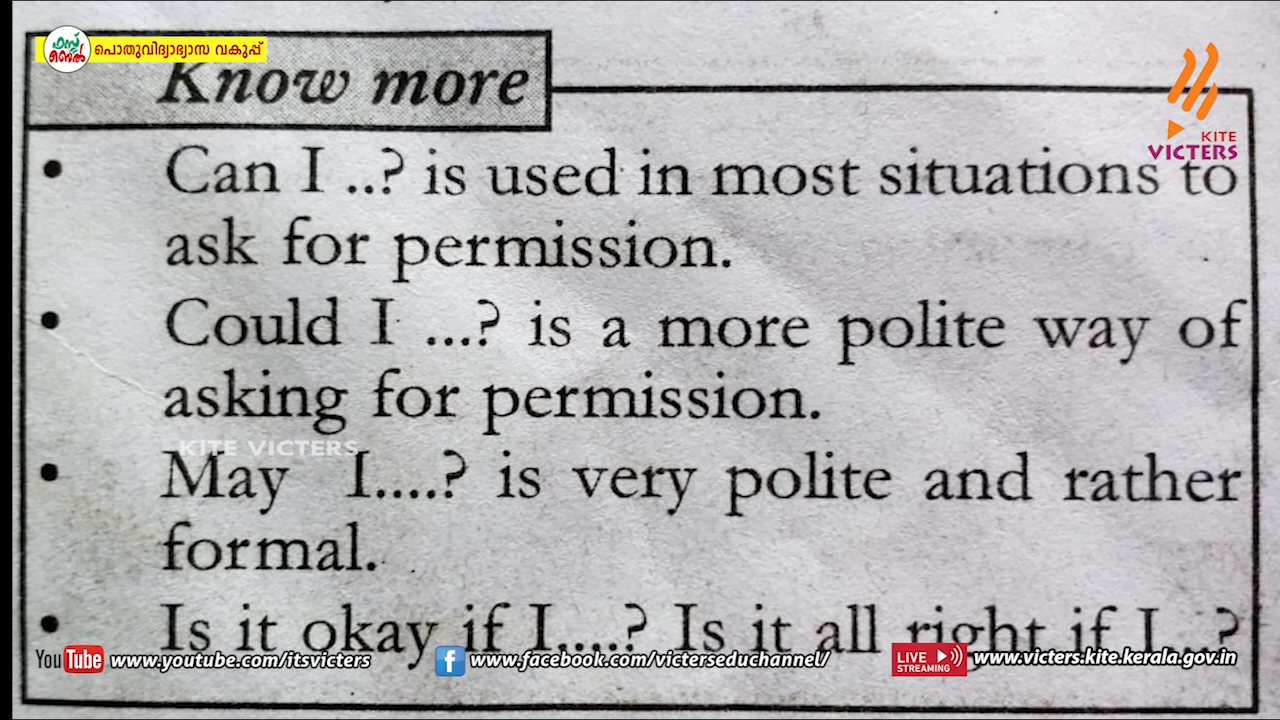 ഫസ്റ്റ്
ബെൽ
പൊതുവിദ്യാഭ്യാസ വകുപ്പ്
Know more
KITE
VICTERS
• Can I ..? is used in most situations to
ask for permission.
• Could I ...? is a more polite way of
asking for permission.
KITE VICTERS
• May I....? is very polite and rather
formal.
• Is it okay if I....? Is it all right if I...?
YouTube www.youtube.com/itsvicters
f www.facebook.com/victerseduchannel/
LIVE
STREAMING
www.victers.kite.kerala.gov.in